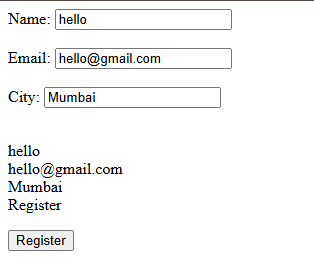 Name: hello
Email: hello@gmail.com
City: Mumbai
hello
hello@gmail.com
Mumbai
Register
Register